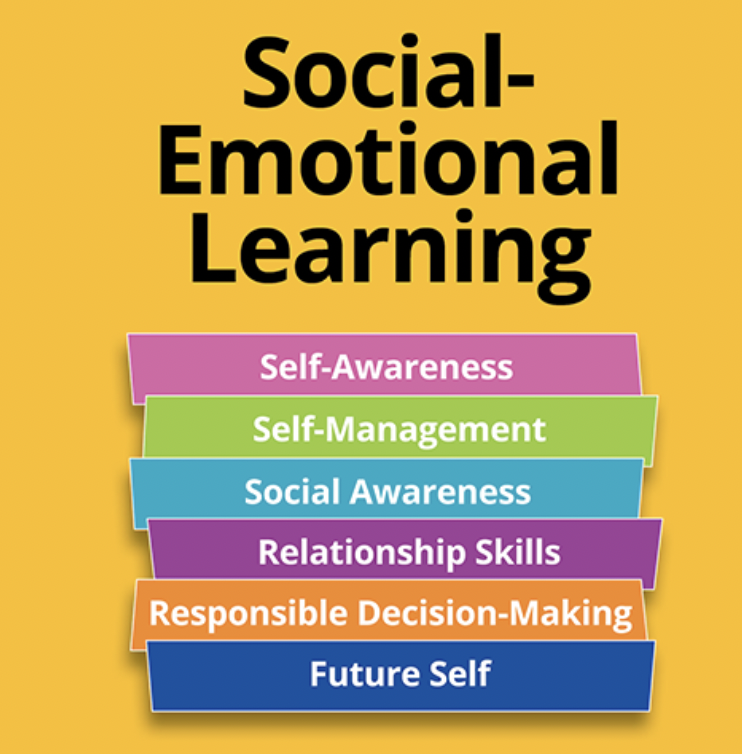 Social-
Emotional
Learning
Self-Awareness
Self-Management
Social Awareness
Relationship Skills
Responsible Decision-Making
Future Self